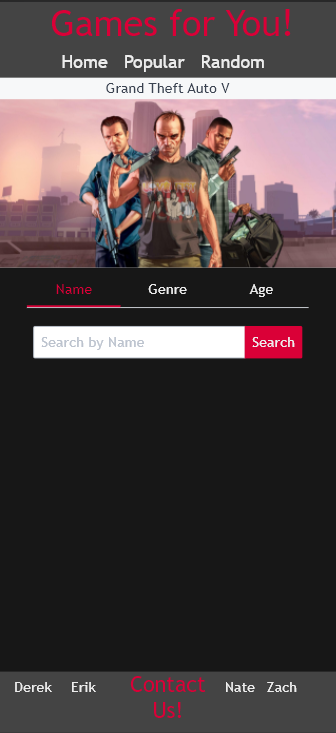 Games for You!
Home Popular Random
Grand Theft Auto V
Name Genre Age
Search by Name Search
Derek Erik Contact Us! Nate Zach